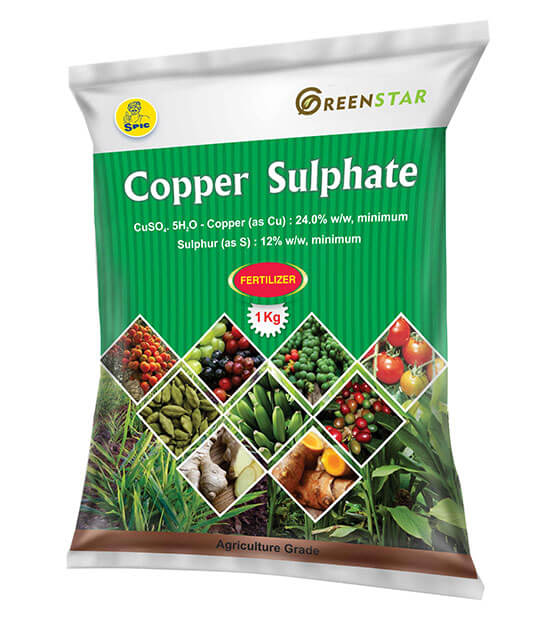 SPIC
GREENSTAR
Copper Sulphate
CuSO₄. 5H₂O - Copper (as Cu) : 24.0% w/w, minimum
Sulphur (as S) : 12% w/w, minimum
FERTILIZER
1 Kg
Agriculture Grade